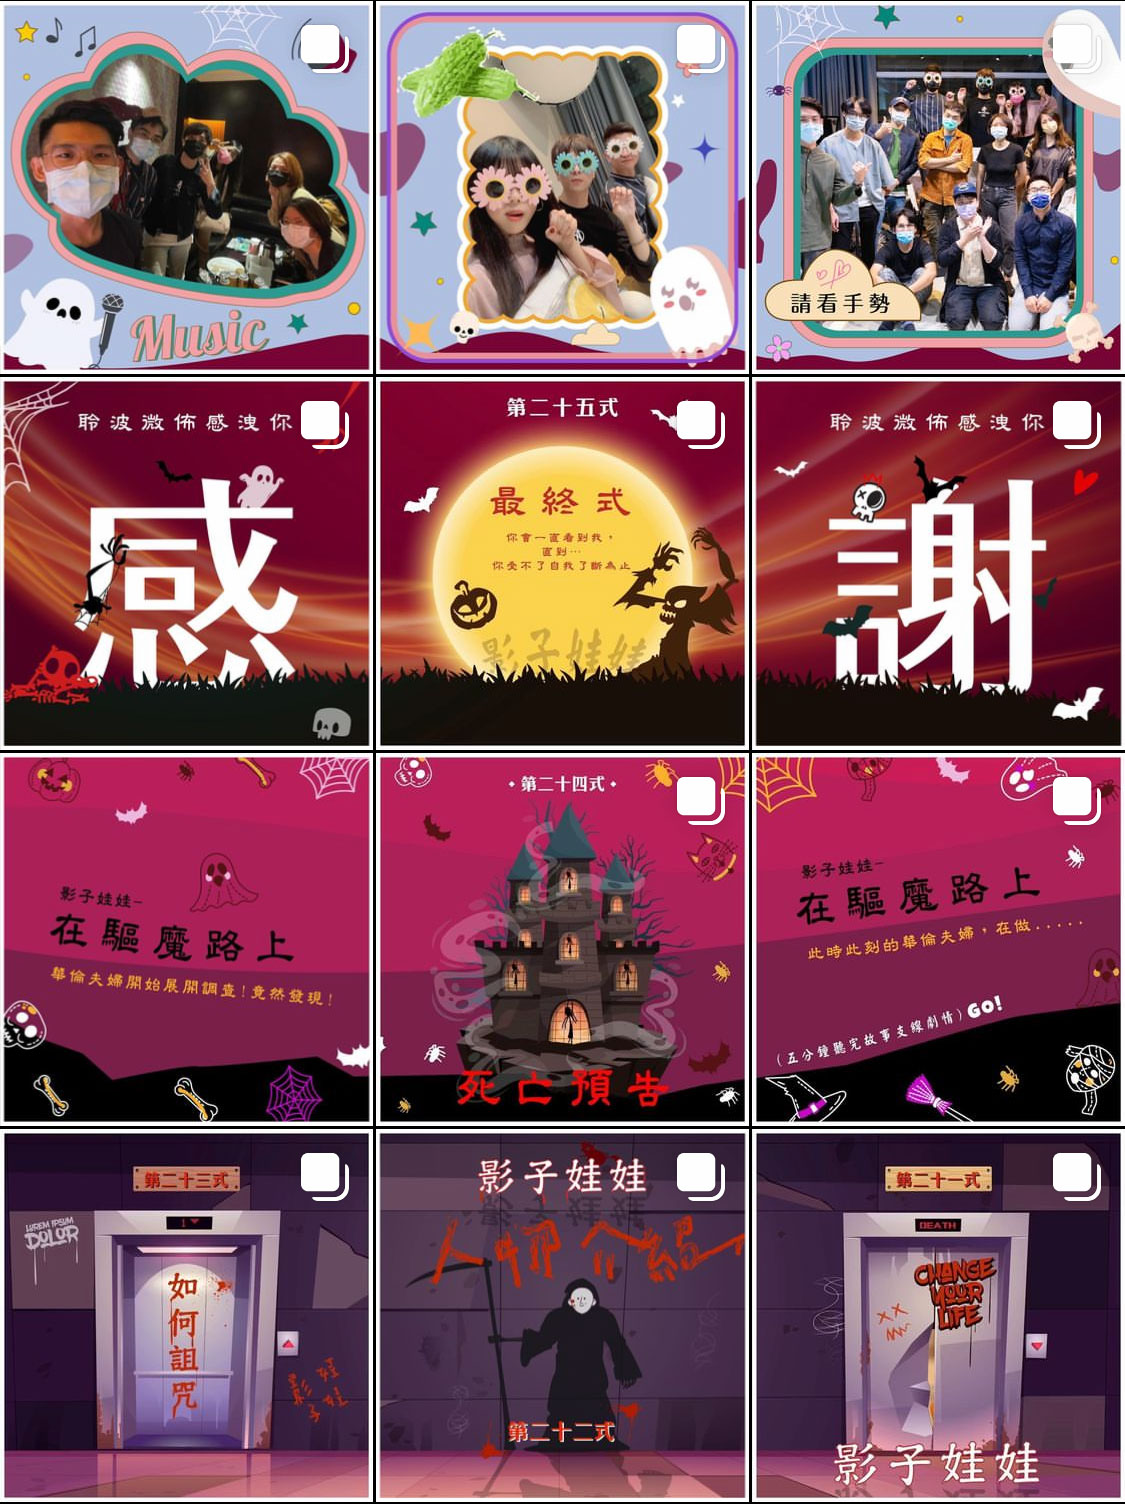 Music
請看手勢
聆波微佈感洩你
感
第二十五式
最終式
你會一直看到我，
直到…
你受不了自我了斷為止
影子娃娃
聆波微佈感洩你
謝
影子娃娃-
在驅魔路上
華倫夫婦開始展開調查!竟然發現!
·第二十四式·
死亡預告
影子娃娃-
在驅魔路上
此時此刻的華倫夫婦，在做.....
(五分鐘聽完故事支線劇情)GO!
第二十三式
LOREM IPSUM
DOLOR
1
如何詛咒
影子娃娃
影子娃娃
影子娃娃
人物介紹
第二十二式
第二十一式
DEATH
CHANGE
YOUR
LIFE
影子娃娃